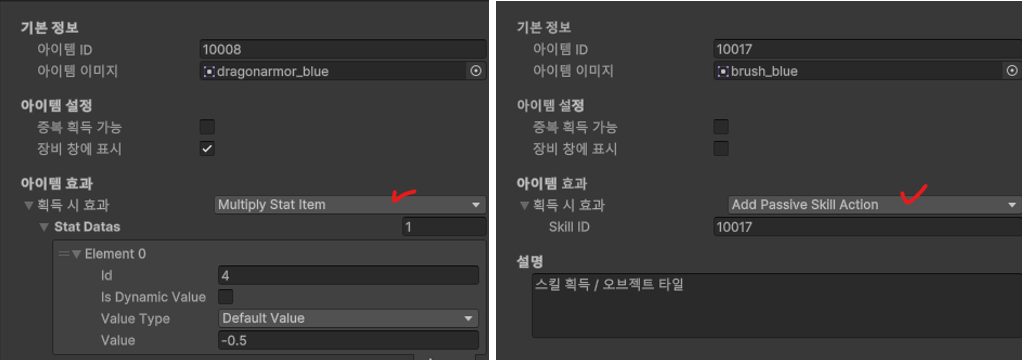 기본 정보
아이템 ID 10008
아이템 이미지 dragonarmor_blue
아이템 설정
중복 획득 가능
장비 창에 표시
아이템 효과
획득 시 효과 Multiply Stat Item
Stat Datas 1
Element 0
Id 4
Is Dynamic Value
Value Type Default Value
Value -0.5
기본 정보
아이템 ID 10017
아이템 이미지 brush_blue
아이템 설정
중복 획득 가능
장비 창에 표시
아이템 효과
획득 시 효과 Add Passive Skill Action
Skill ID 10017
설명
스킬 획득 / 오브젝트 타일